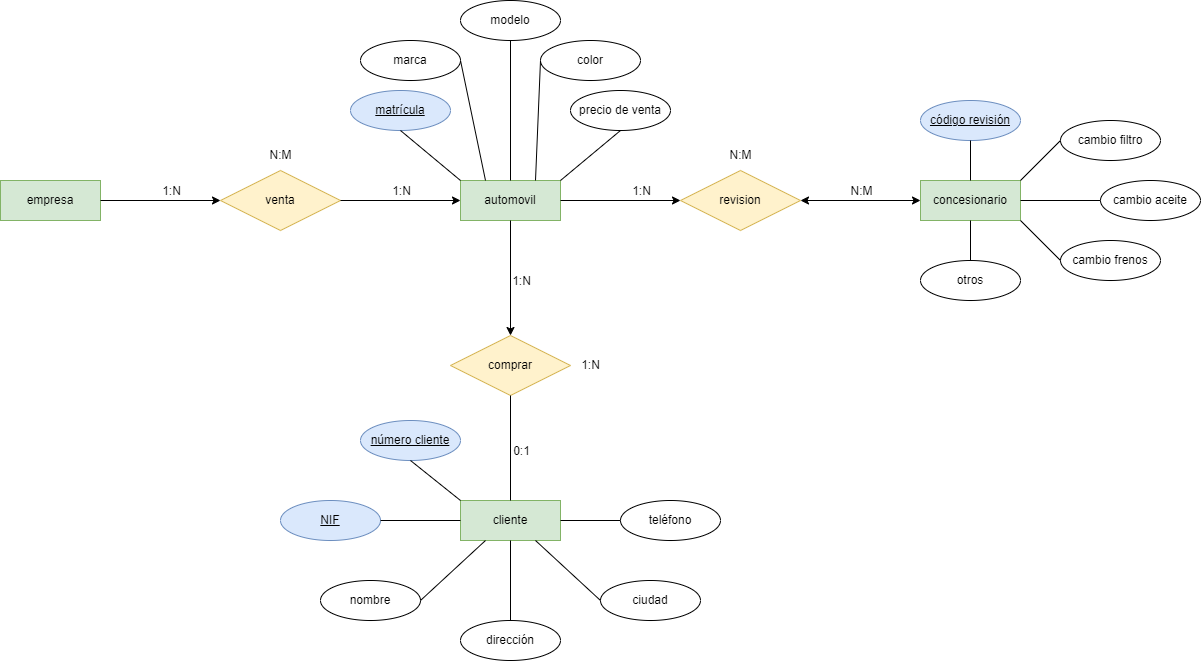 modelo
marca
color
matrícula
precio de venta
código revisión
cambio filtro
N:M
N:M
empresa
1:N
venta
1:N
automovil
1:N
revision
N:M
concesionario
cambio aceite
cambio frenos
otros
1:N
comprar
1:N
número cliente
0:1
NIF
cliente
teléfono
nombre
ciudad
dirección